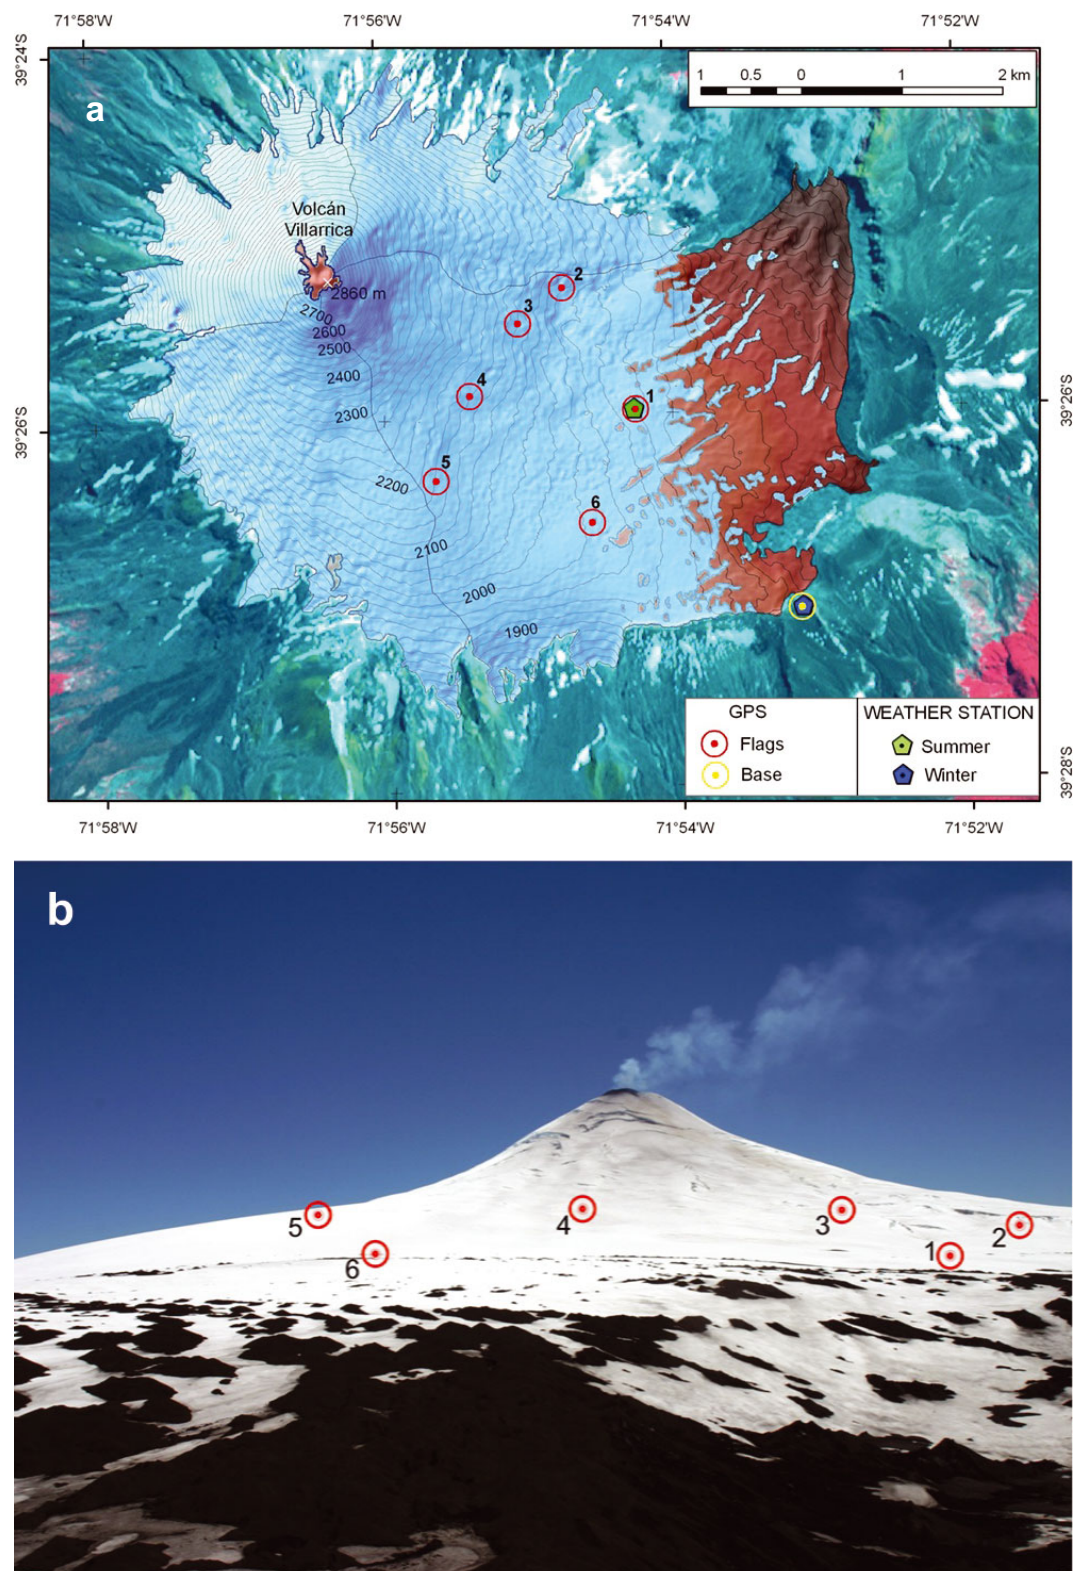 71°58'W 71°56'W 71°54'W 71°52'W
39°24'S
1 0.5 0 1 2 km
a
Volcán
Villarrica
2
2860 m
3
2700
2600
2500
4
2400
1
2300
39°26'S
39°26'S
5
2200
6
2100
2000
1900
GPS
WEATHER STATION
Flags
Summer
Base
Winter
39°28'S
71°58'W 71°56'W 71°54'W 71°52'W
b
5
4
3
2
1
6